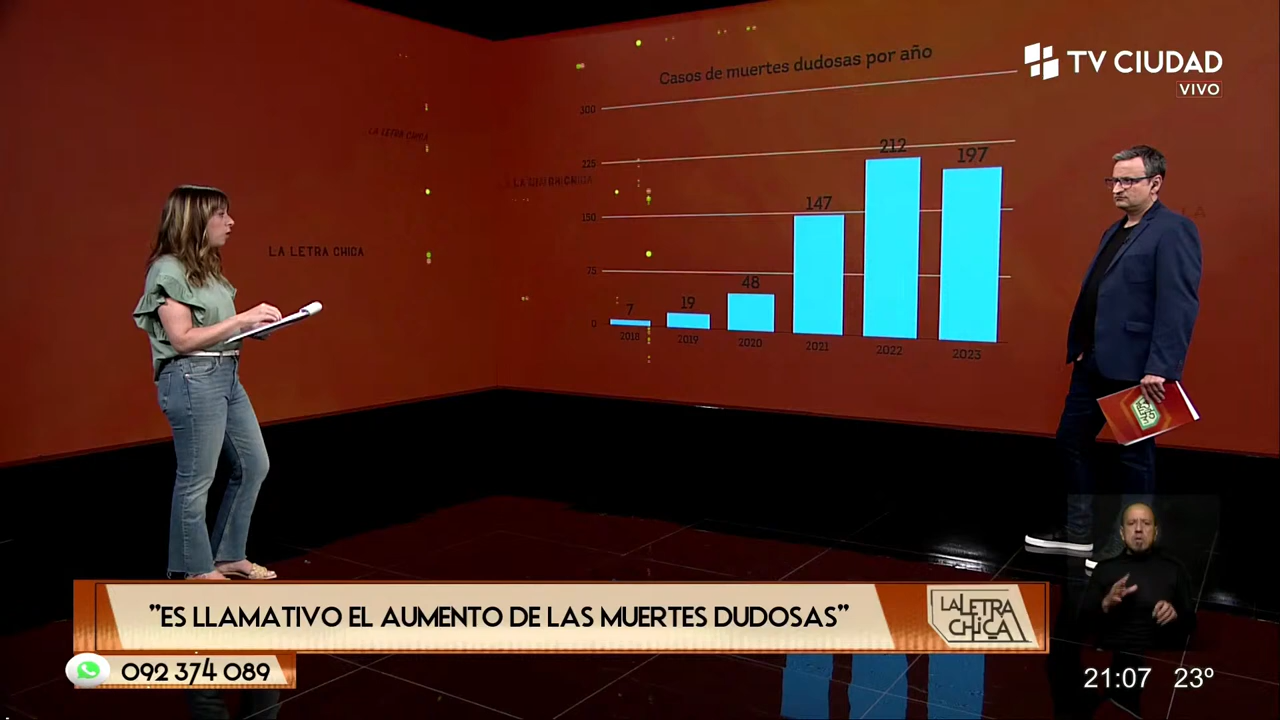 Casos de muertes dudosas por año
TV CIUDAD
VIVO
300
225
150
75
0
7
19
48
147
212
197
2018
2019
2020
2021
2022
2023
LA LETRA CHICA
LA LETRA CHICA
"ES LLAMATIVO EL AUMENTO DE LAS MUERTES DUDOSAS"
LA LETRA CHICA
092 374 089
21:07 23º